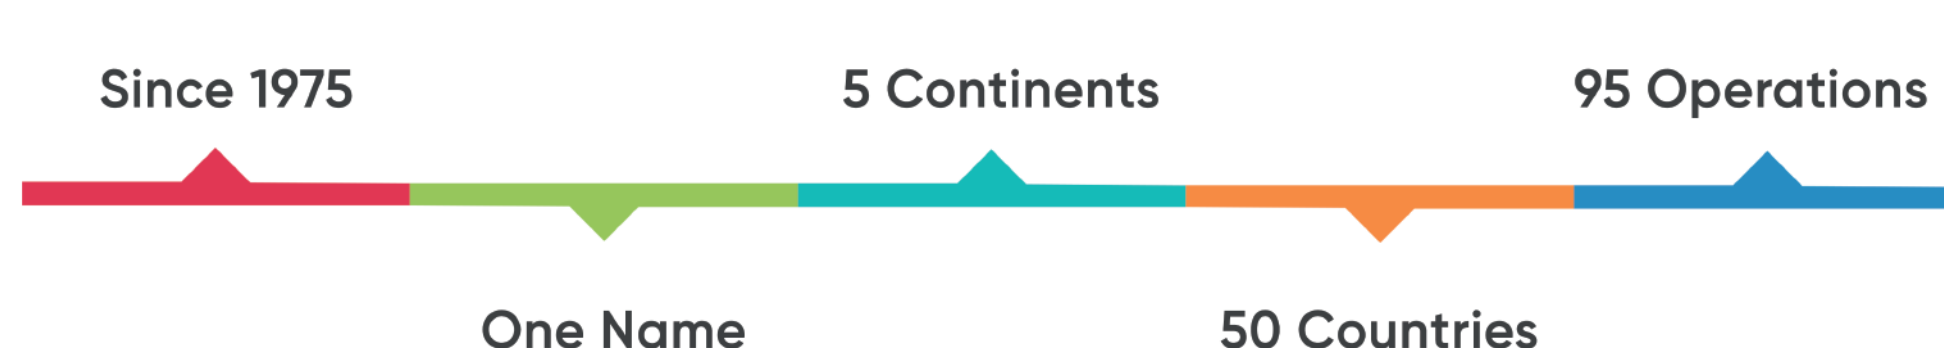 Since 1975
One Name
5 Continents
50 Countries
95 Operations